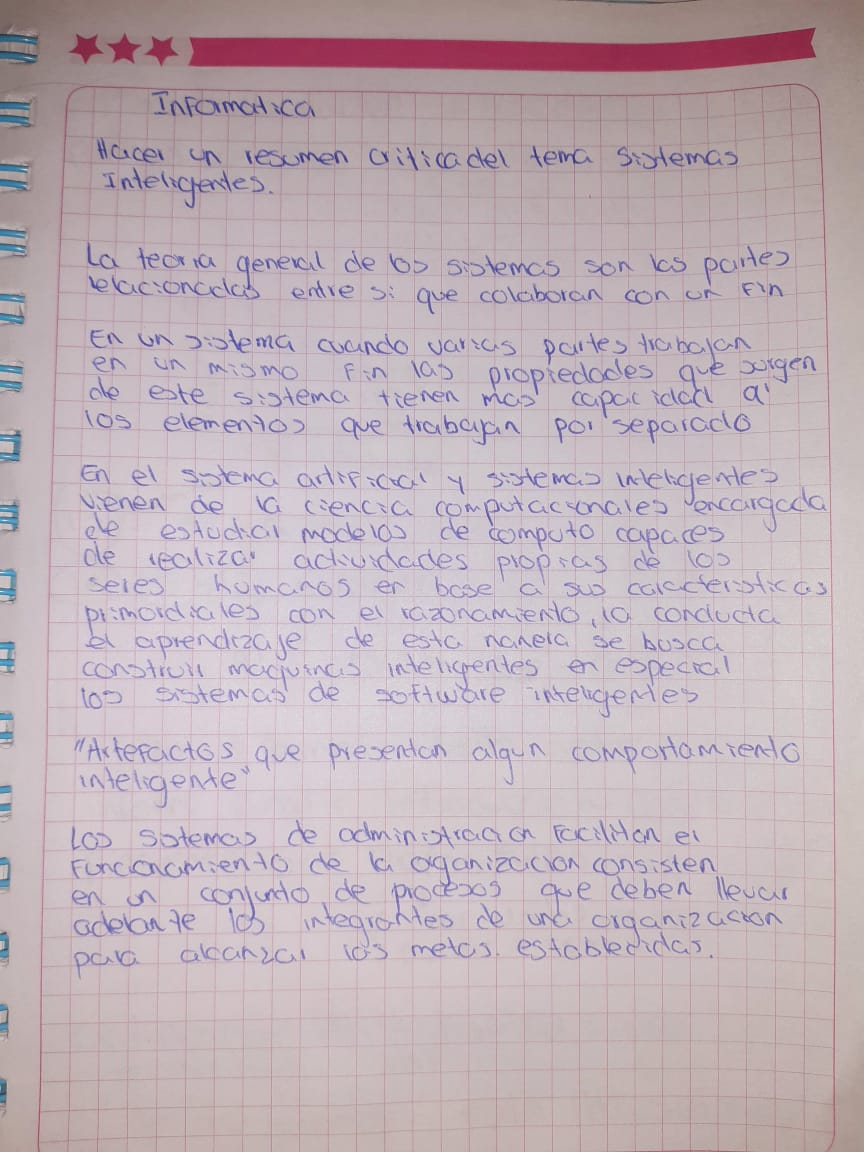 Informatica
Hacer un resumen critica del tema sistemas
Inteligentes.
La teoria general de los sistemas son las partes
relacionadas entre si que colaboran con un fin
En un sistema cuando varias partes trabajan
en un mismo fin las propiedades que surgen
de este sistema tienen mas capacidad a
los elementos que trabajan por separado
En el sistema artificial y sistemas inteligentes
vienen de la ciencia computacionales encargada
de estudiar modelos de computo capaces
de realizar actividades propias de los
seres humanos en base a sus caracteristicas
primordiales con el razonamiento, la conducta
el aprendizaje de esta manera se busca
construir maquinas inteligentes en especial
los sistemas de software inteligentes
"Artefactos que presentan algun comportamiento
inteligente"
Los sistemas de administracion facilitan el
funcionamiento de la organizacion consisten
en un conjunto de procesos que deben llevar
adelante los integrantes de una organizacion
para alcanzar las metas. establecidas.